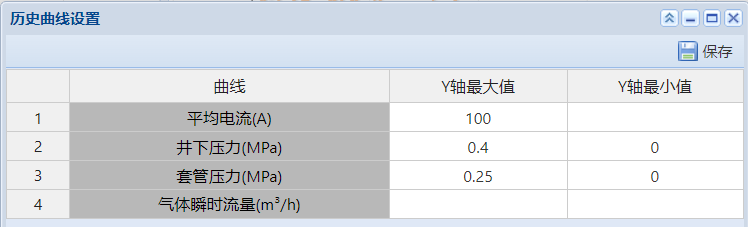 历史曲线设置
保存
曲线 Y轴最大值 Y轴最小值
1 平均电流(A) 100
2 井下压力(MPa) 0.4 0
3 套管压力(MPa) 0.25 0
4 气体瞬时流量(m³/h)